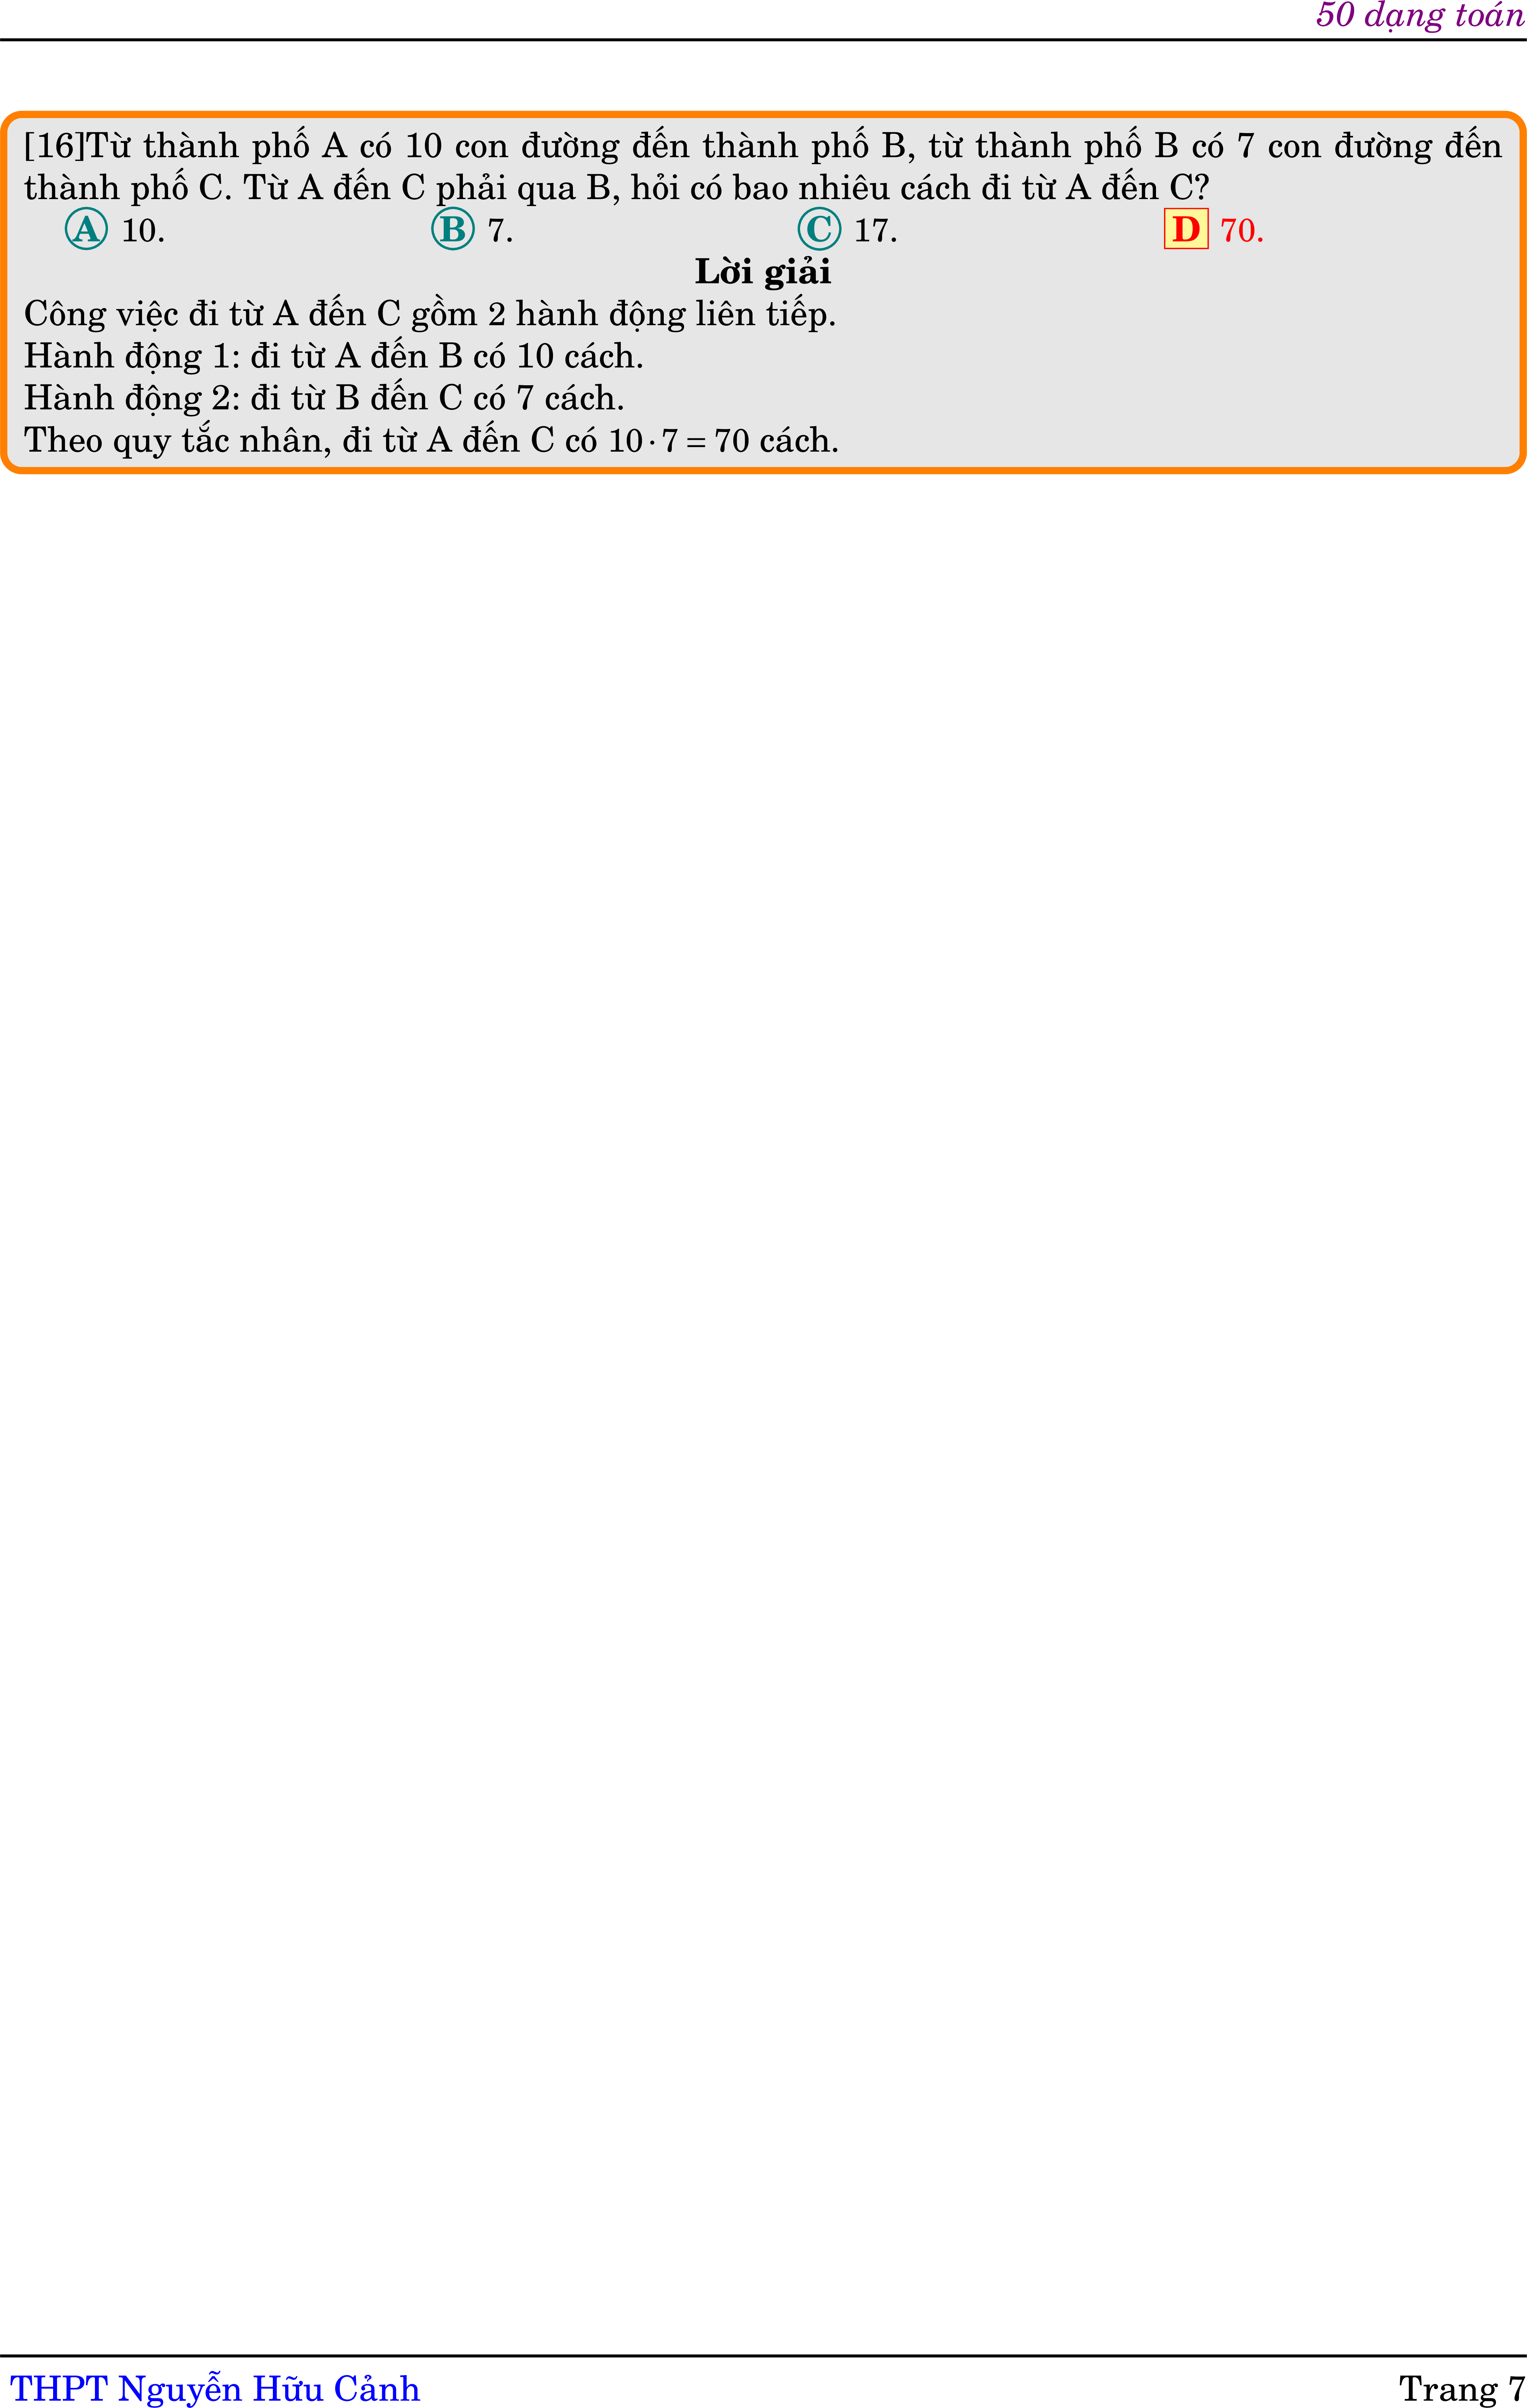 50 dạng toán
[16]Từ thành phố A có 10 con đường đến thành phố B, từ thành phố B có 7 con đường đến
thành phố C. Từ A đến C phải qua B, hỏi có bao nhiêu cách đi từ A đến C?
A 10. B 7. C 17. D 70.
Lời giải
Công việc đi từ A đến C gồm 2 hành động liên tiếp.
Hành động 1: đi từ A đến B có 10 cách.
Hành động 2: đi từ B đến C có 7 cách.
Theo quy tắc nhân, đi từ A đến C có 10 · 7 = 70 cách.
THPT Nguyễn Hữu Cảnh Trang 7